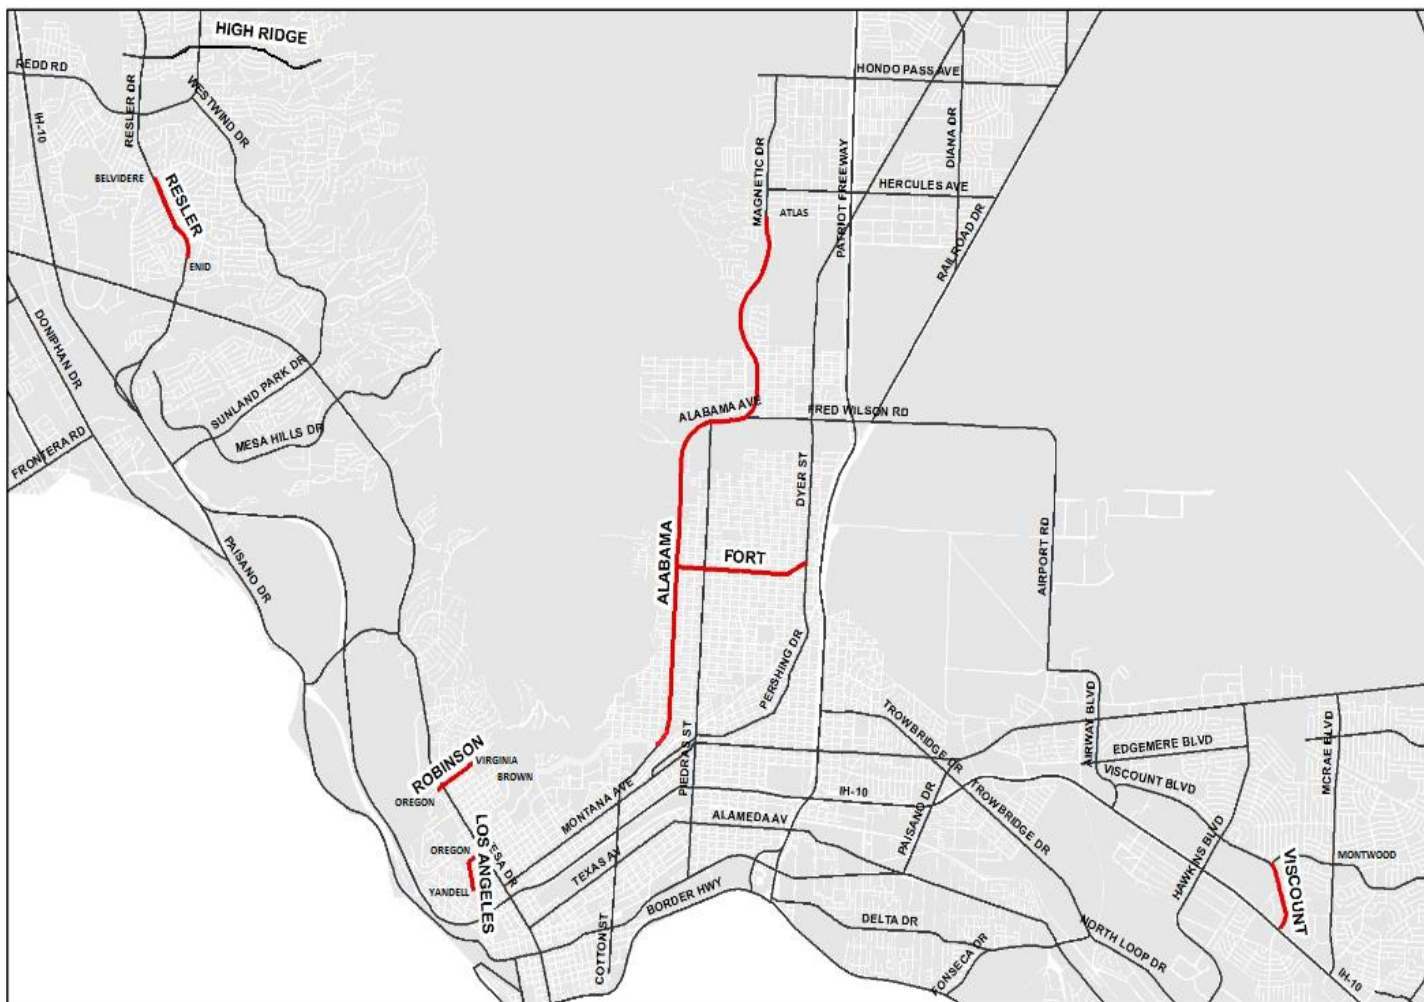 HIGH RIDGE
REDD RD
RESLER DR
WESTWIND DR
IH-10
BELVIDERE
RESLER
ENID
DONIPHAN DR
SUNLAND PARK DR
MESA HILLS DR
FRONTERA RD
PAISANO DR
HONDO PASS AVE
DIANA DR
MAGNETIC DR
PATRIOT FREEWAY
HERCULES AVE
ATLAS
RAILROAD DR
ALABAMA AVE
FRED WILSON RD
DYER ST
ALABAMA
FORT
AIRPORT RD
PERSHING DR
TROWBRIDGE DR
AIRWAY BLVD
EDGEMERE BLVD
MCRAE BLVD
VISCOUNT BLVD
ROBINSON
VIRGINIA
BROWN
OREGON
PIEDRAS ST
MONTANA AVE
IH-10
PAISANO DR
TROWBRIDGE DR
ALAMEDA AV
LOS ANGELES
OREGON
ESA DR
YANDELL
TEXAS AV
HAWKINS BLVD
VISCOUNT
MONTWOOD
BORDER HWY
COTTON ST
DELTA DR
FONSECA DR
NORTH LOOP DR
IH-10